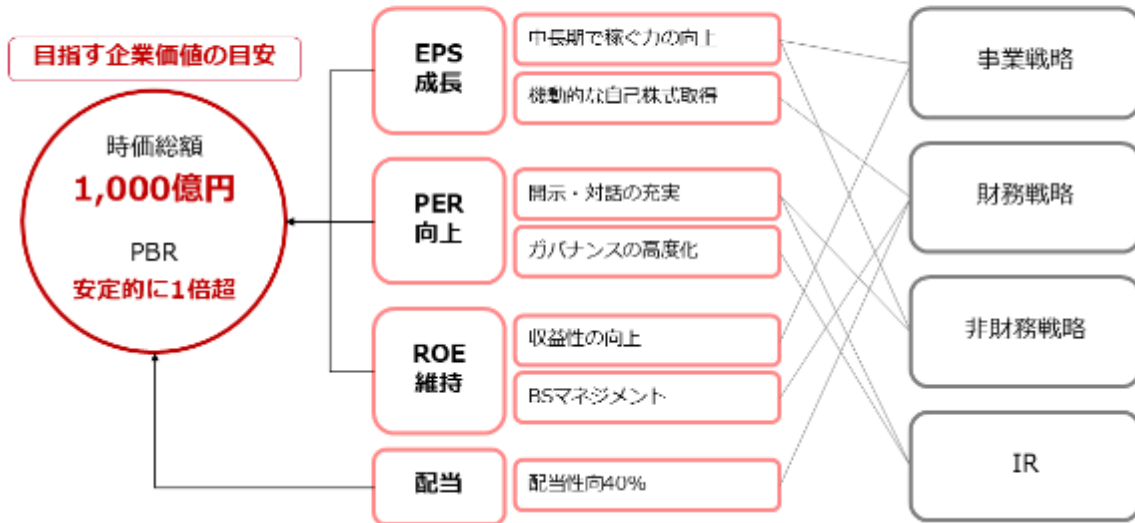 目指す企業価値の目安
時価総額
1,000億円
PBR
安定的に1倍超
EPS
成長
中長期で稼ぐ力の向上
機動的な自己株式取得
PER
向上
開示・対話の充実
ガバナンスの高度化
ROE
維持
収益性の向上
BSマネジメント
配当
配当性向40%
事業戦略
財務戦略
非財務戦略
IR